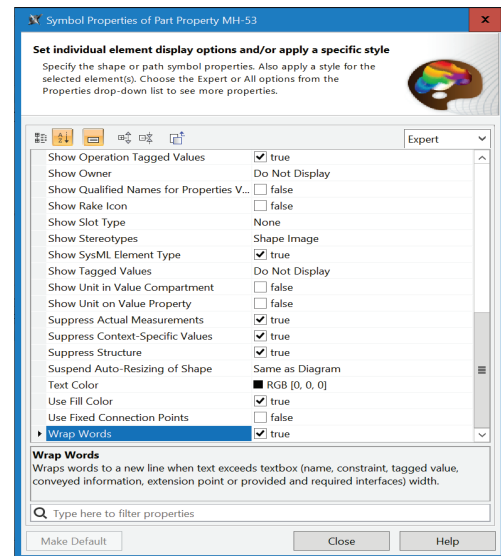 Symbol Properties of Part Property MH-53
x
Set individual element display options and/or apply a specific style
Specify the shape or path symbol properties. Also apply a style for the
selected element(s). Choose the Expert or All options from the
Properties drop-down list to see more properties.
Expert
Show Operation Tagged Values true
Show Owner Do Not Display
Show Qualified Names for Properties V... false
Show Rake Icon false
Show Slot Type None
Show Stereotypes Shape Image
Show SysML Element Type true
Show Tagged Values Do Not Display
Show Unit in Value Compartment false
Show Unit on Value Property false
Suppress Actual Measurements true
Suppress Context-Specific Values true
Suppress Structure true
Suspend Auto-Resizing of Shape Same as Diagram
Text Color RGB [0, 0, 0]
Use Fill Color true
Use Fixed Connection Points false
Wrap Words true
Wrap Words
Wraps words to a new line when text exceeds textbox (name, constraint, tagged value,
conveyed information, extension point or provided and required interfaces) width.
Type here to filter properties
Make Default Close Help